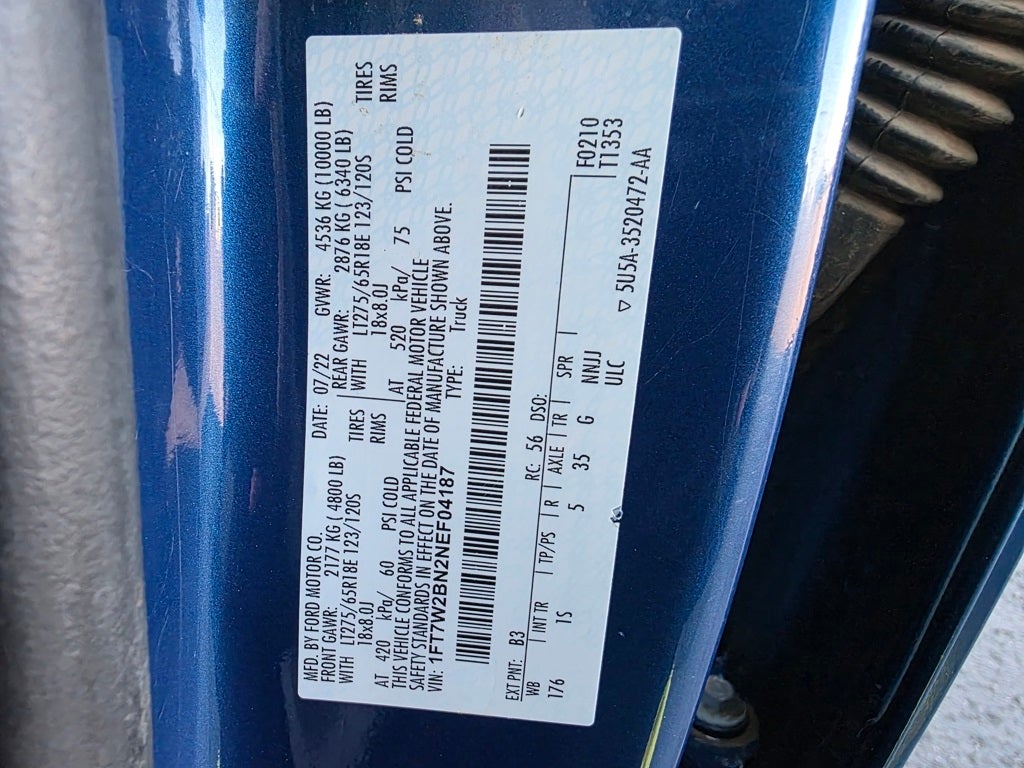 MFD. BY FORD MOTOR CO.
DATE: 07/22 GVWR: 4536 KG (10000 LB)
FRONT GAWR: 2177 KG ( 4800 LB) REAR GAWR: 2876 KG ( 6340 LB)
WITH LT275/65R18E 123/120S TIRES WITH LT275/65R18E 123/120S TIRES
18x8.0J RIMS 18x8.0J RIMS
AT 420 kPa/ 60 PSI COLD AT 520 kPa/ 75 PSI COLD
THIS VEHICLE CONFORMS TO ALL APPLICABLE FEDERAL MOTOR VEHICLE
SAFETY STANDARDS IN EFFECT ON THE DATE OF MANUFACTURE SHOWN ABOVE.
VIN: 1FT7W2BN2NEF04187 TYPE: Truck
EXT PNT: B3 RC: 56 DSO: F0210
WB INT TR TP/PS R AXLE TR SPR T1353
176 1S 5 35 G NNJJ
ULC
▽ 5U5A-3520472-AA